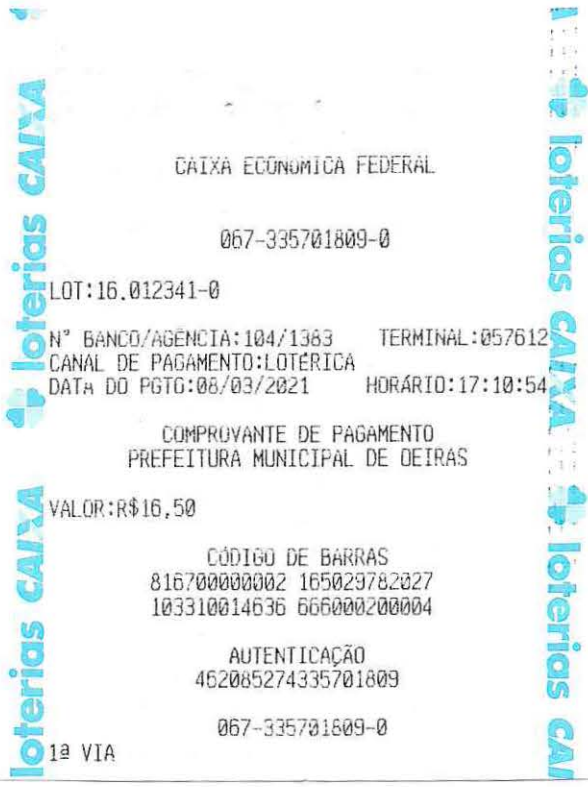 CAIXA ECONOMICA FEDERAL
067-335701809-0
LOT:16.012341-0
N° BANCO/AGÊNCIA:104/1383 TERMINAL:057612
CANAL DE PAGAMENTO:LOTÉRICA
DATA DO PGTO:08/03/2021 HORÁRIO:17:10:54
COMPROVANTE DE PAGAMENTO
PREFEITURA MUNICIPAL DE OEIRAS
VALOR:R$16,50
CÓDIGO DE BARRAS
816700000002 165029782027
103310014636 666000200004
AUTENTICAÇÃO
462085274335701809
067-335701809-0
1ª VIA
loterias CAIXA
loterias CAIXA
loterias CAIXA
loterias CAI